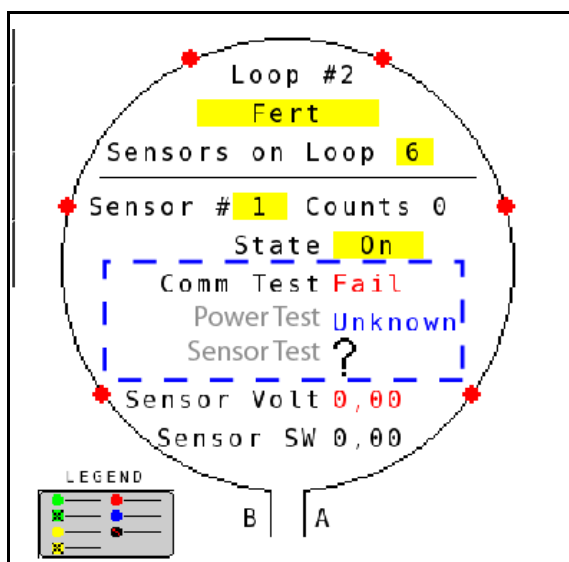 Loop #2
Fert
Sensors on Loop 6
Sensor # 1 Counts 0
State On
Comm Test Fail
Power Test Unknown
Sensor Test ?
Sensor Volt 0,00
Sensor SW 0,00
LEGEND
B A